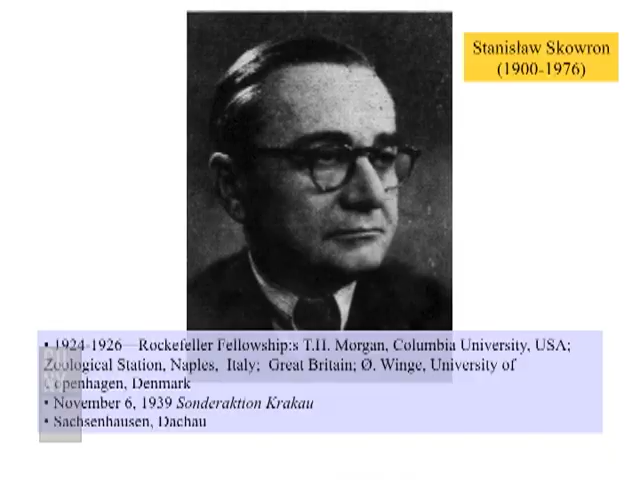 Stanisław Skowron
(1900-1976)
• 1924-1926—Rockefeller Fellowship:s T.H. Morgan, Columbia University, USA;
Zoological Station, Naples, Italy; Great Britain; Ø. Winge, University of
Copenhagen, Denmark
• November 6, 1939 Sonderaktion Krakau
• Sachsenhausen, Dachau